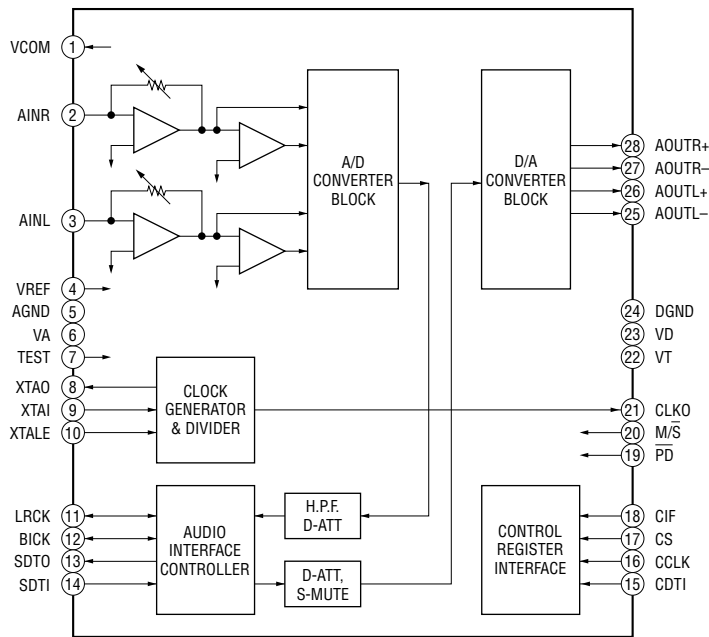 VCOM 1
AINR 2
AINL 3
VREF 4
AGND 5
VA 6
TEST 7
XTAO 8
XTAI 9
XTALE 10
LRCK 11
BICK 12
SDTO 13
SDTI 14
A/D
CONVERTER
BLOCK
D/A
CONVERTER
BLOCK
CLOCK
GENERATOR
& DIVIDER
AUDIO
INTERFACE
CONTROLLER
H.P.F.
D-ATT
D-ATT,
S-MUTE
CONTROL
REGISTER
INTERFACE
28 AOUTR+
27 AOUTR–
26 AOUTL+
25 AOUTL–
24 DGND
23 VD
22 VT
21 CLKO
20 M/S̅
19 P̅D̅
18 CIF
17 CS
16 CCLK
15 CDTI